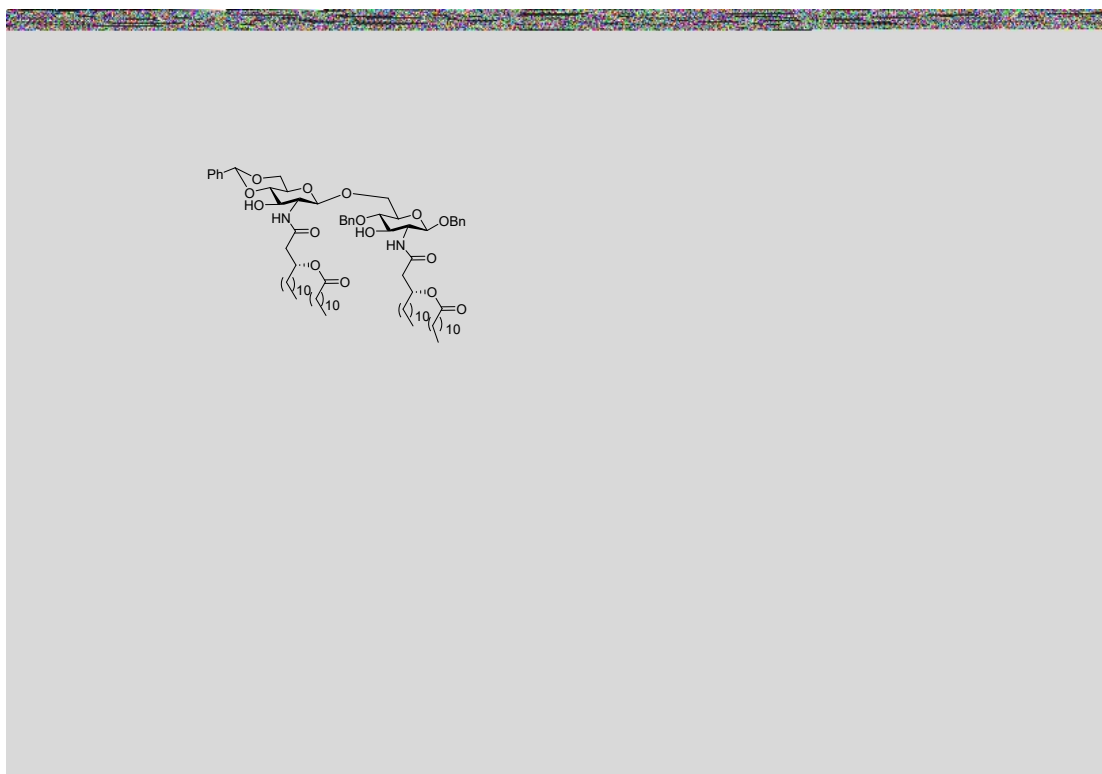 Ph O O O O
O
HO O
HN BnO OBn
O HO
HN
O O
O
( )10 ( )10 O
O
( )10 ( )10